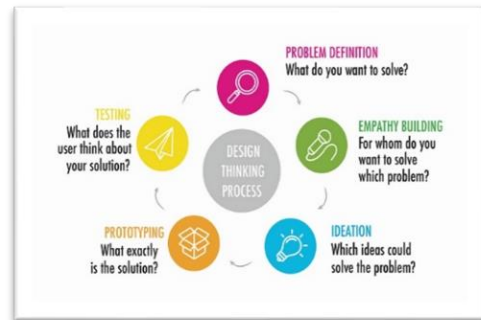 PROBLEM DEFINITION
What do you want to solve?
EMPATHY BUILDING
For whom do you
want to solve
which problem?
IDEATION
Which ideas could
solve the problem?
PROTOTYPING
What exactly
is the solution?
TESTING
What does the
user think about
your solution?
DESIGN
THINKING
PROCESS